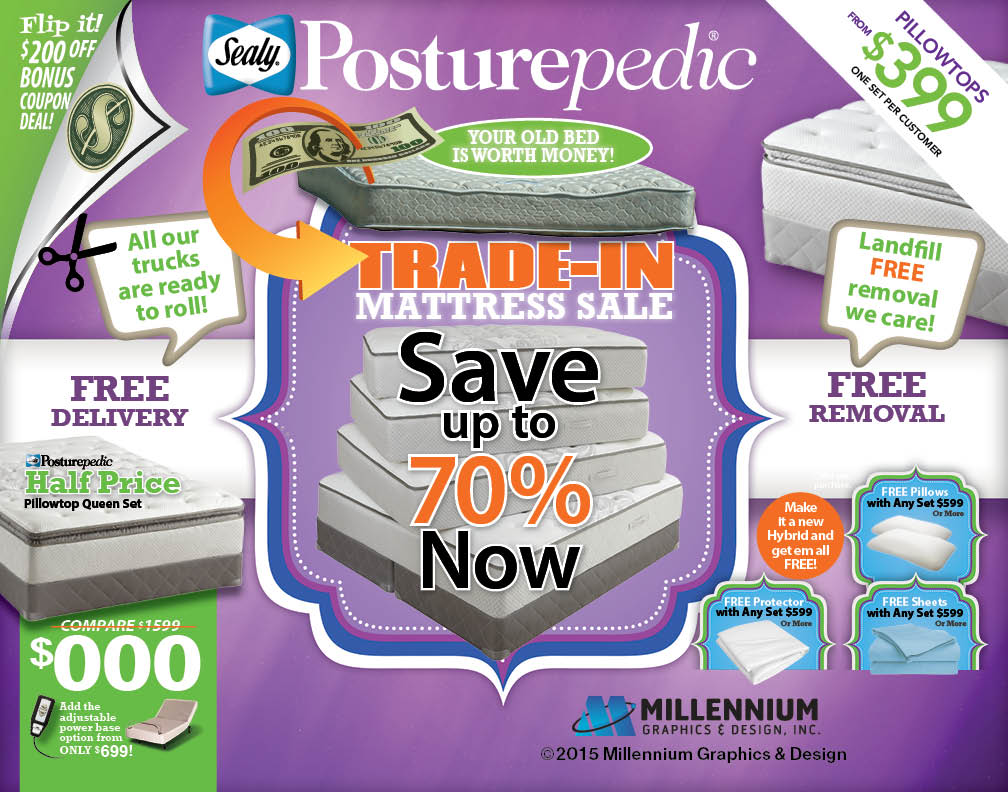 Flip it!
$200 OFF
BONUS
COUPON
DEAL!
$
Sealy.
Posturepedic®
PILLOWTOPS
FROM $399
ONE SET PER CUSTOMER
YOUR OLD BED
IS WORTH MONEY!
100
100
TRADE-IN
MATTRESS SALE
Save
up to
70%
Now
All our
trucks
are ready
to roll!
Landfill
FREE
removal
we care!
FREE
DELIVERY
FREE
REMOVAL
Posturepedic
Half Price
Pillowtop Queen Set
COMPARE $1599
$000
Add the
adjustable
power base
option from
ONLY $699!
Make
It a new
Hybrid and
get em all
FREE!
FREE Pillows
with Any Set $599
Or More
FREE Protector
with Any Set $599
Or More
FREE Sheets
with Any Set $599
Or More
MILLENNIUM
GRAPHICS & DESIGN, INC.
©2015 Millennium Graphics & Design